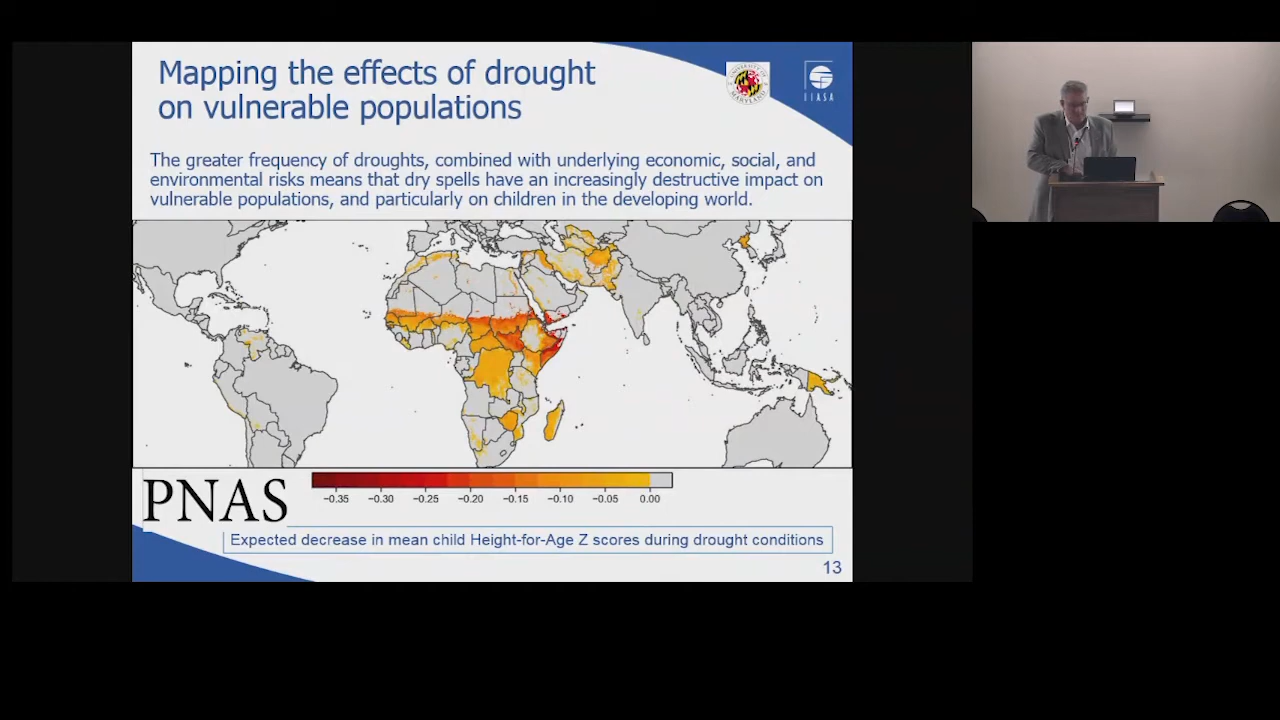 Mapping the effects of drought
on vulnerable populations
UNIVERSITY OF
MARYLAND
IIASA
The greater frequency of droughts, combined with underlying economic, social, and
environmental risks means that dry spells have an increasingly destructive impact on
vulnerable populations, and particularly on children in the developing world.
−0.35 −0.30 −0.25 −0.20 −0.15 −0.10 −0.05 0.00
PNAS
Expected decrease in mean child Height-for-Age Z scores during drought conditions
13